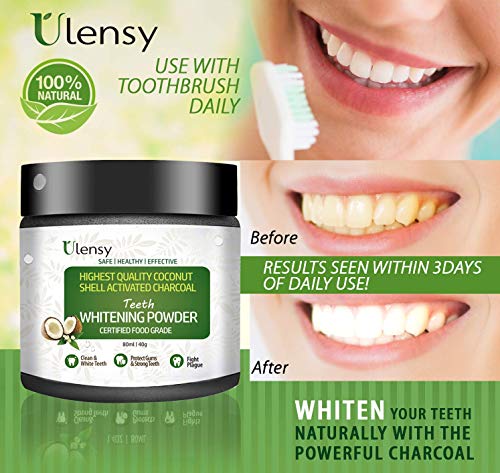 Ulensy
100%
NATURAL
USE WITH
TOOTHBRUSH
DAILY
Ulensy
SAFE | HEALTHY | EFFECTIVE
HIGHEST QUALITY COCONUT
SHELL ACTIVATED CHARCOAL
Teeth
WHITENING POWDER
CERTIFIED FOOD GRADE
80ml | 40g
Clean &
White Teeth
Protect Gums
& Strong Teeth
Fight
Plague
Before
RESULTS SEEN WITHIN 3DAYS
OF DAILY USE!
After
WHITEN YOUR TEETH
NATURALLY WITH THE
POWERFUL CHARCOAL